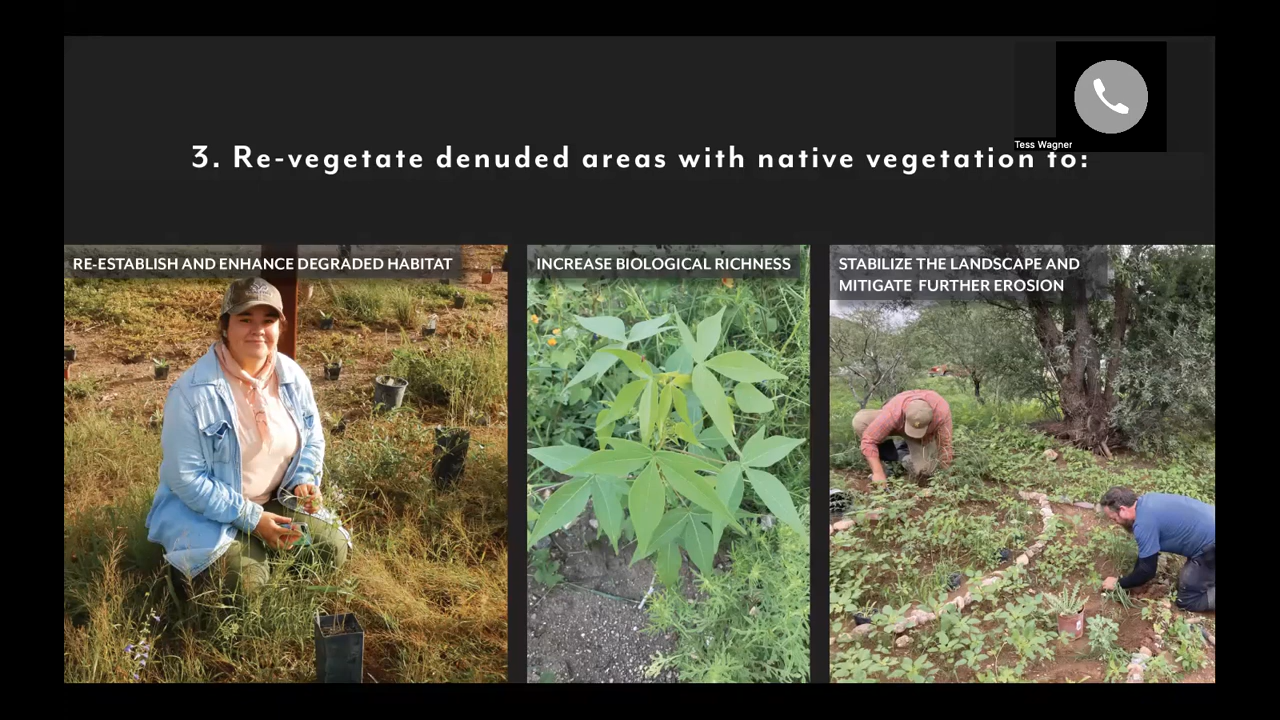 Tess Wagner
3. Re-vegetate denuded areas with native vegetation to:
RE-ESTABLISH AND ENHANCE DEGRADED HABITAT
INCREASE BIOLOGICAL RICHNESS
STABILIZE THE LANDSCAPE AND
MITIGATE FURTHER EROSION